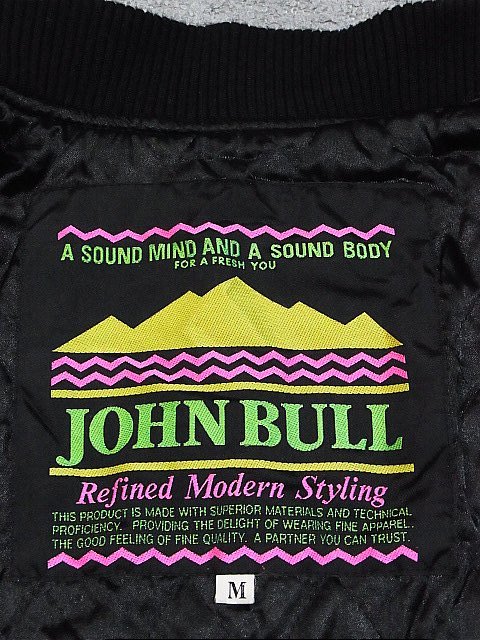 A SOUND MIND AND A SOUND BODY
FOR A FRESH YOU
JOHN BULL
Refined Modern Styling
THIS PRODUCT IS MADE WITH SUPERIOR MATERIALS AND TECHNICAL
PROFICIENCY. PROVIDING THE DELIGHT OF WEARING FINE APPAREL.
THE GOOD FEELING OF FINE QUALITY. A PARTNER YOU CAN TRUST.
M